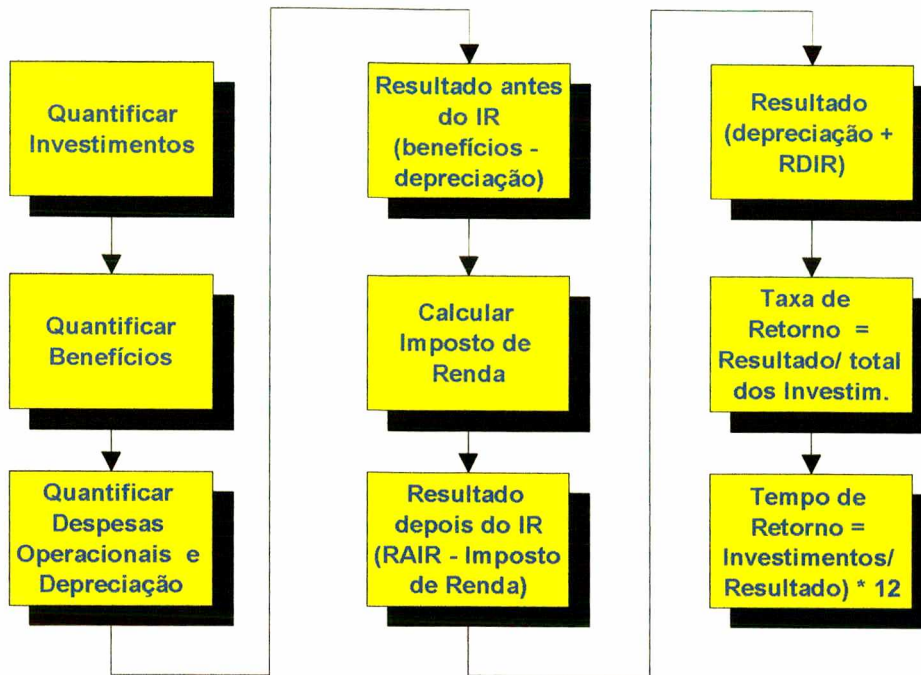 Quantificar
Investimentos
Quantificar
Benefícios
Quantificar
Despesas
Operacionais e
Depreciação
Resultado antes
do IR
(benefícios -
depreciação)
Calcular
Imposto de
Renda
Resultado
depois do IR
(RAIR - Imposto
de Renda)
Resultado
(depreciação +
RDIR)
Taxa de
Retorno =
Resultado/ total
dos Investim.
Tempo de
Retorno =
Investimentos/
Resultado) * 12